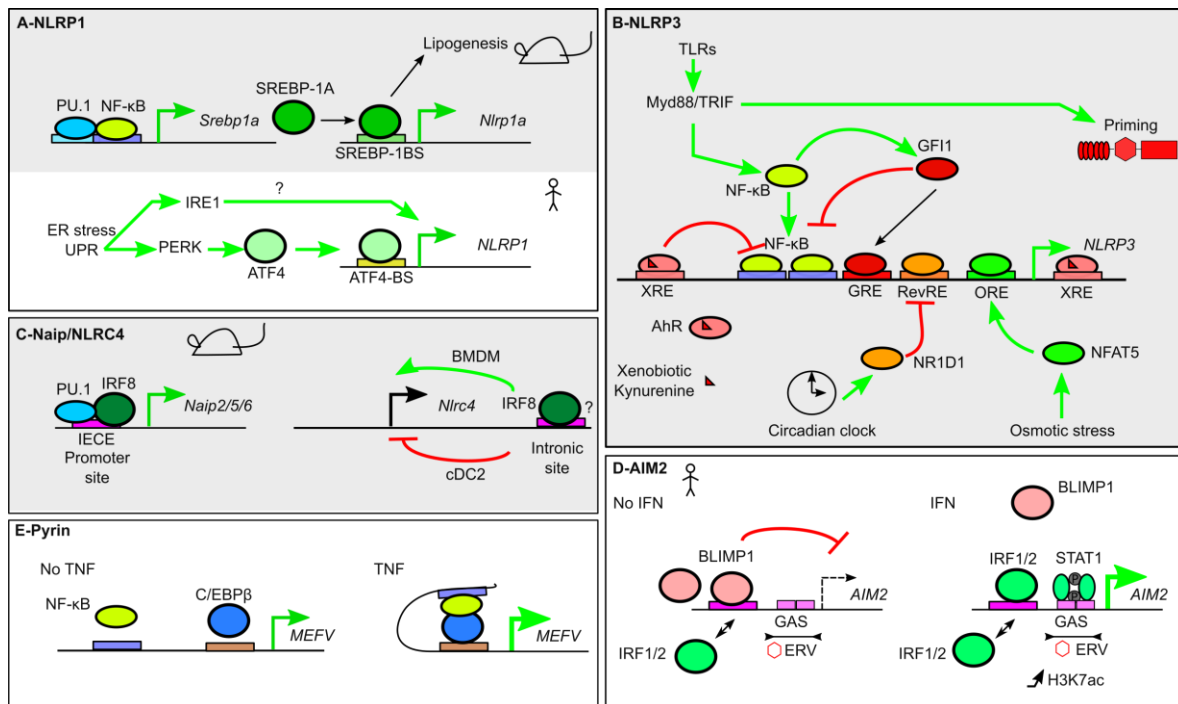 A-NLRP1
Lipogenesis
SREBP-1A
PU.1 NF-κB
Srebp1a
Nlrp1a
SREBP-1BS
?
IRE1
ER stress
UPR
PERK
NLRP1
ATF4
ATF4-BS
B-NLRP3
TLRs
Myd88/TRIF
Priming
GFI1
NF-κB
NF-κB
NLRP3
XRE
GRE
RevRE
ORE
XRE
AhR
NR1D1
NFAT5
Xenobiotic
Kynurenine
Circadian clock
Osmotic stress
C-Naip/NLRC4
BMDM
PU.1
IRF8
Naip2/5/6
Nlrc4
IRF8
?
IECE
Promoter
site
cDC2
Intronic
site
D-AIM2
No IFN
IFN
BLIMP1
BLIMP1
IRF1/2
STAT1
P
P
AIM2
AIM2
GAS
GAS
IRF1/2
ERV
IRF1/2
ERV
H3K7ac
E-Pyrin
No TNF
TNF
NF-κB
C/EBPβ
MEFV
MEFV